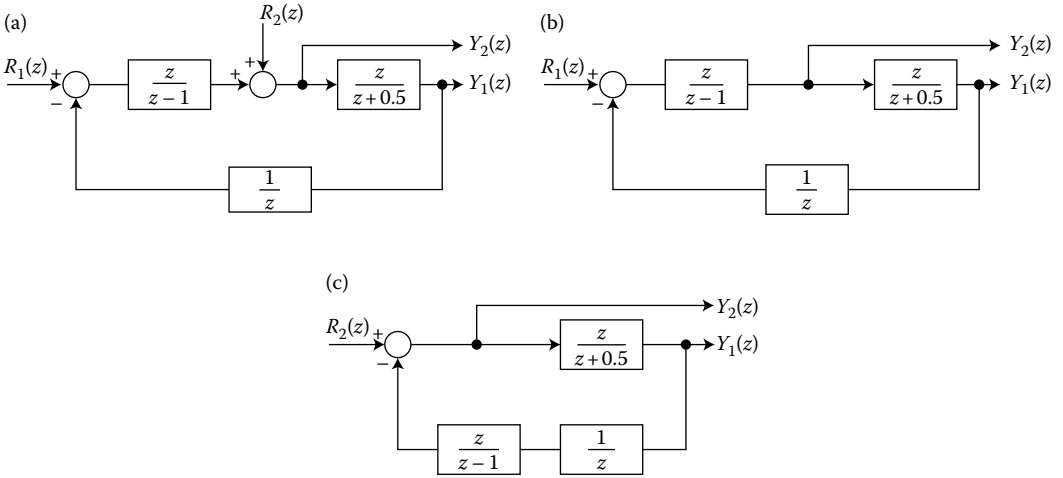 (a)
R₂(z)
R₁(z)
+
−
z
z − 1
+
+
z
z + 0.5
Y₂(z)
Y₁(z)
1
z
(b)
R₁(z)
+
−
z
z − 1
z
z + 0.5
Y₂(z)
Y₁(z)
1
z
(c)
R₂(z)
+
−
z
z + 0.5
Y₂(z)
Y₁(z)
z
z − 1
1
z